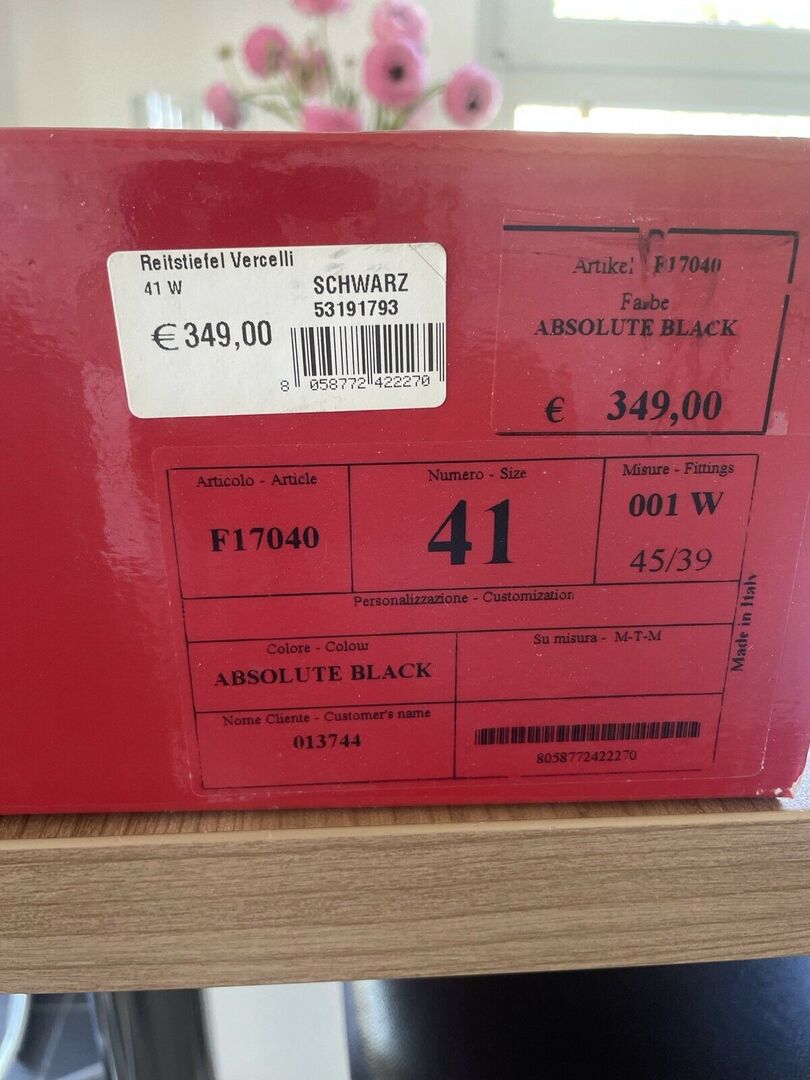 Reitstiefel Vercelli
41 W
SCHWARZ
53191793
€ 349,00
8 058772 422270
Artikel F17040
Farbe
ABSOLUTE BLACK
€ 349,00
Articolo - Article
F17040
Numero - Size
41
Misure - Fittings
001 W
45/39
Personalizzazione - Customization
Colore - Colour
ABSOLUTE BLACK
Su misura - M-T-M
Nome Cliente - Customer's name
013744
8058772422270
Made in Italy